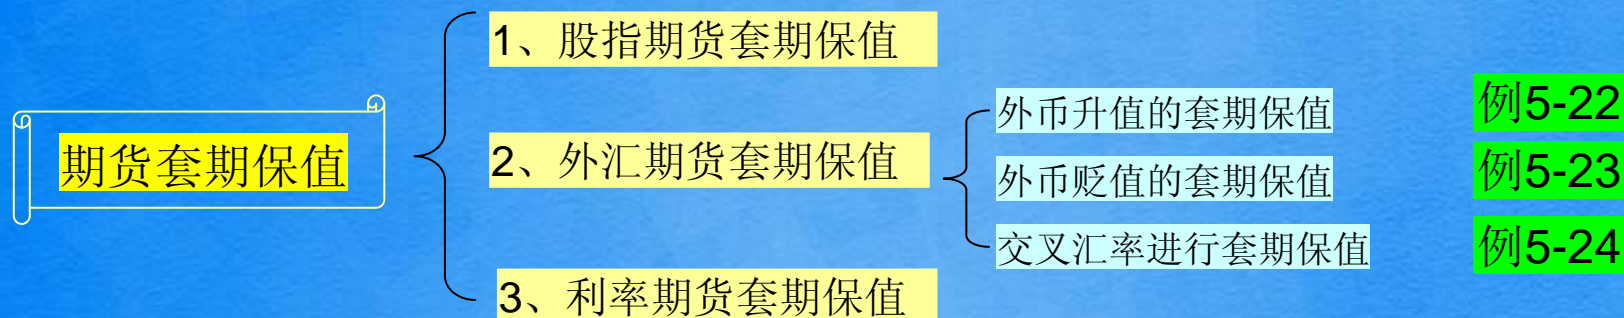 期货套期保值
1、股指期货套期保值
2、外汇期货套期保值
外币升值的套期保值 例5-22
外币贬值的套期保值 例5-23
交叉汇率进行套期保值 例5-24
3、利率期货套期保值